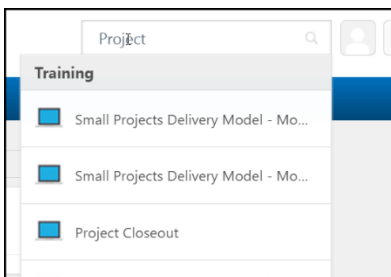 Project
Training
Small Projects Delivery Model - Mo...
Small Projects Delivery Model - Mo...
Project Closeout